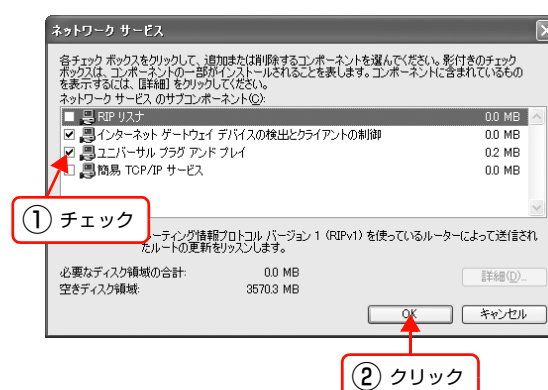 ネットワーク サービス
各チェック ボックスをクリックして、追加または削除するコンポーネントを選んでください。影付きのチェック
ボックスは、コンポーネントの一部がインストールされることを表します。コンポーネントに含まれているもの
を表示するには、[詳細] をクリックしてください。
ネットワーク サービス のサブコンポーネント(C):
RIP リスナ 0.0 MB
インターネット ゲートウェイ デバイスの検出とクライアントの制御 0.0 MB
ユニバーサル プラグ アンド プレイ 0.2 MB
簡易 TCP/IP サービス 0.0 MB
① チェック
ーティング情報プロトコル バージョン 1 (RIPv1) を使っているルーターによって送信され
たルートの更新をリッスンします。
必要なディスク領域の合計: 0.0 MB
空きディスク領域: 3570.3 MB
詳細(D)...
OK
キャンセル
② クリック